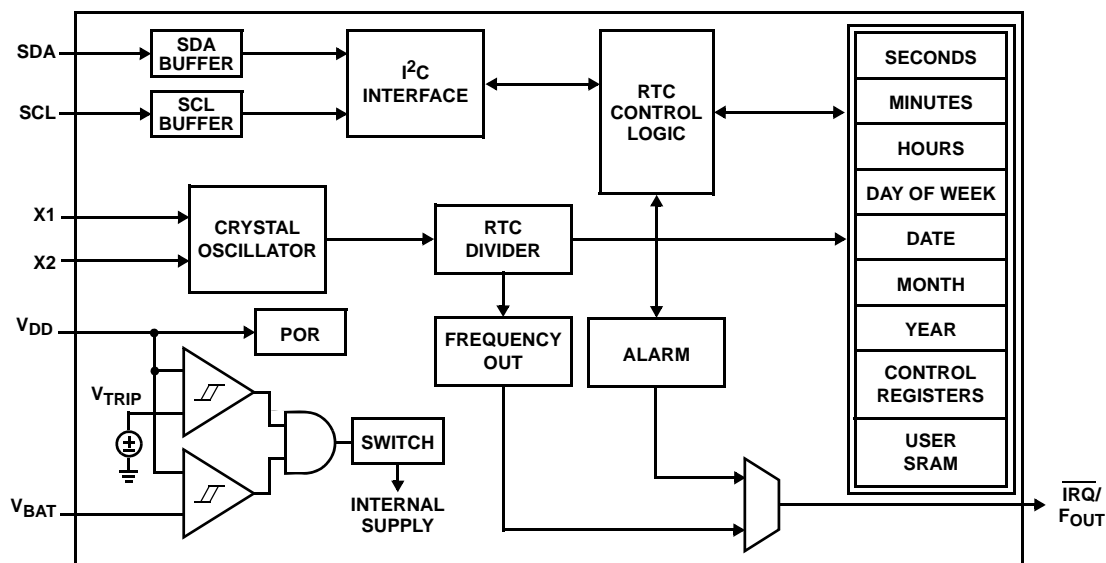 SDA
SDA
BUFFER
SCL
SCL
BUFFER
I²C
INTERFACE
RTC
CONTROL
LOGIC
SECONDS
MINUTES
HOURS
DAY OF WEEK
DATE
MONTH
YEAR
CONTROL
REGISTERS
USER
SRAM
X1
X2
CRYSTAL
OSCILLATOR
RTC
DIVIDER
FREQUENCY
OUT
ALARM
VDD
POR
VTRIP
±
VBAT
SWITCH
INTERNAL
SUPPLY
IRQ/
FOUT